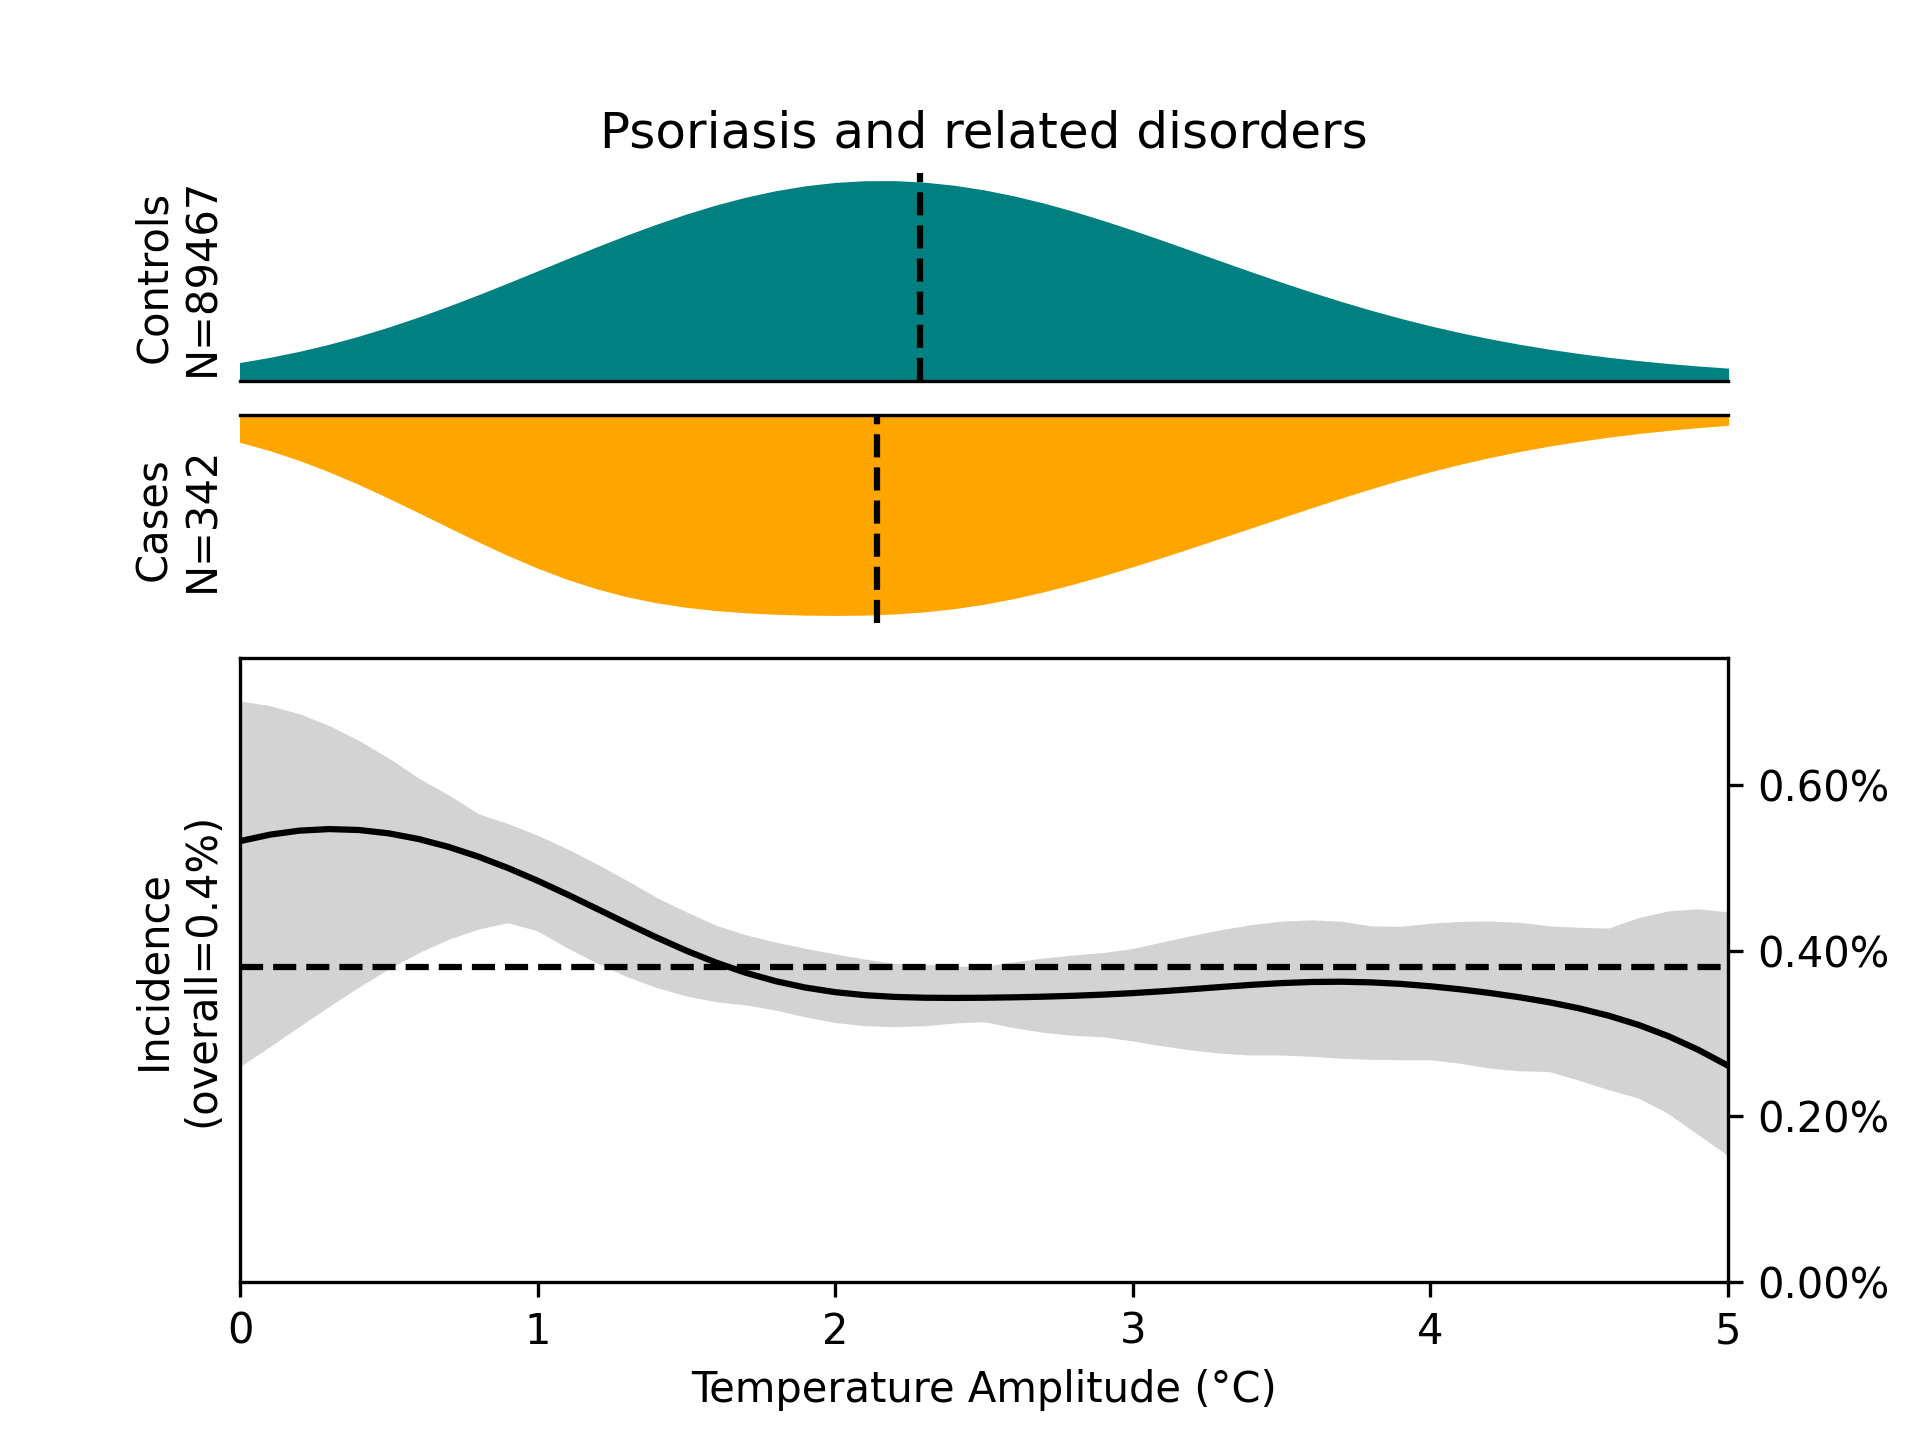 Psoriasis and related disorders
Controls
N=89467
Cases
N=342
Incidence
(overall=0.4%)
0.60%
0.40%
0.20%
0.00%
0 1 2 3 4 5
Temperature Amplitude (°C)